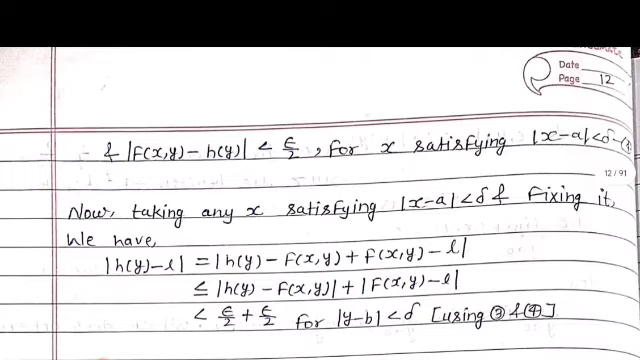 Date
Page 12
& |F(x,y) - h(y)| < ε/2, for x satisfying |x-a| < δ -
12/91
Now, taking any x satisfying |x-a| < δ & fixing it,
We have,
|h(y) - l| = |h(y) - F(x,y) + F(x,y) - l|
≤ |h(y) - F(x,y)| + |F(x,y) - l|
< ε/2 + ε/2 for |y-b| < δ [using ③ & ④]